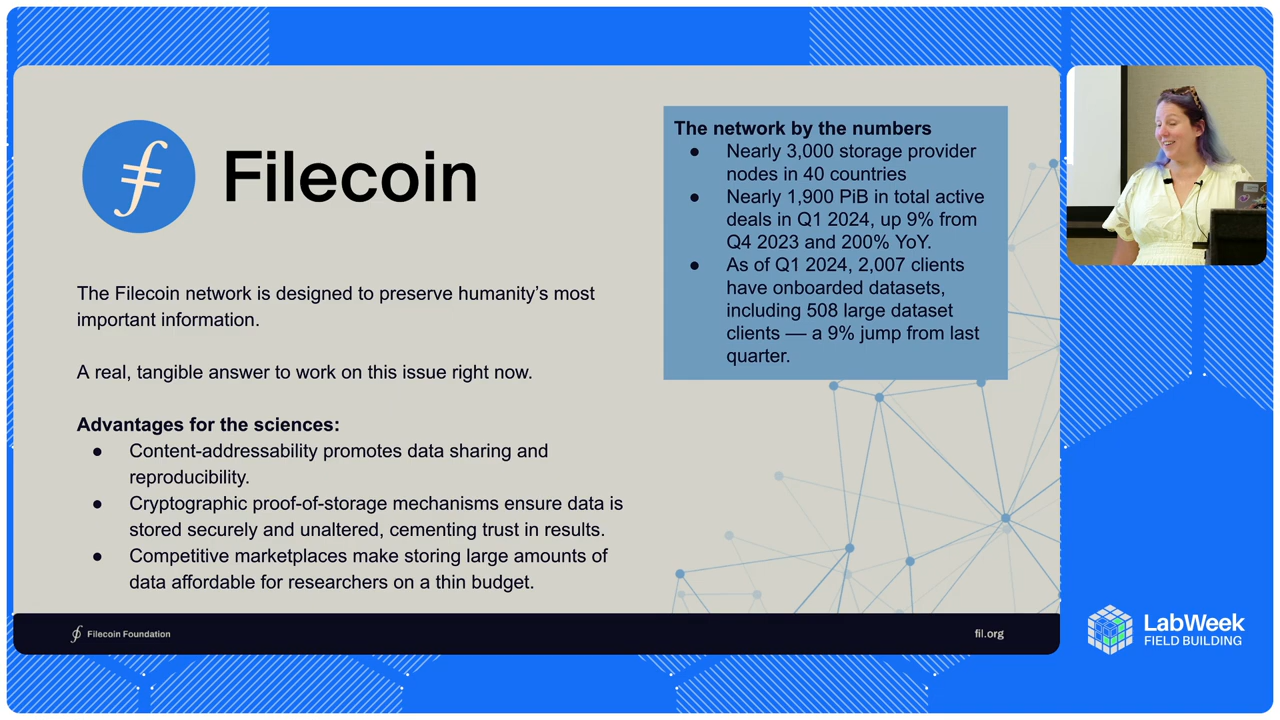 Filecoin
The Filecoin network is designed to preserve humanity's most
important information.
A real, tangible answer to work on this issue right now.
Advantages for the sciences:
● Content-addressability promotes data sharing and
reproducibility.
● Cryptographic proof-of-storage mechanisms ensure data is
stored securely and unaltered, cementing trust in results.
● Competitive marketplaces make storing large amounts of
data affordable for researchers on a thin budget.
The network by the numbers
● Nearly 3,000 storage provider
nodes in 40 countries
● Nearly 1,900 PiB in total active
deals in Q1 2024, up 9% from
Q4 2023 and 200% YoY.
● As of Q1 2024, 2,007 clients
have onboarded datasets,
including 508 large dataset
clients — a 9% jump from last
quarter.
Filecoin Foundation
fil.org
LabWeek
FIELD BUILDING